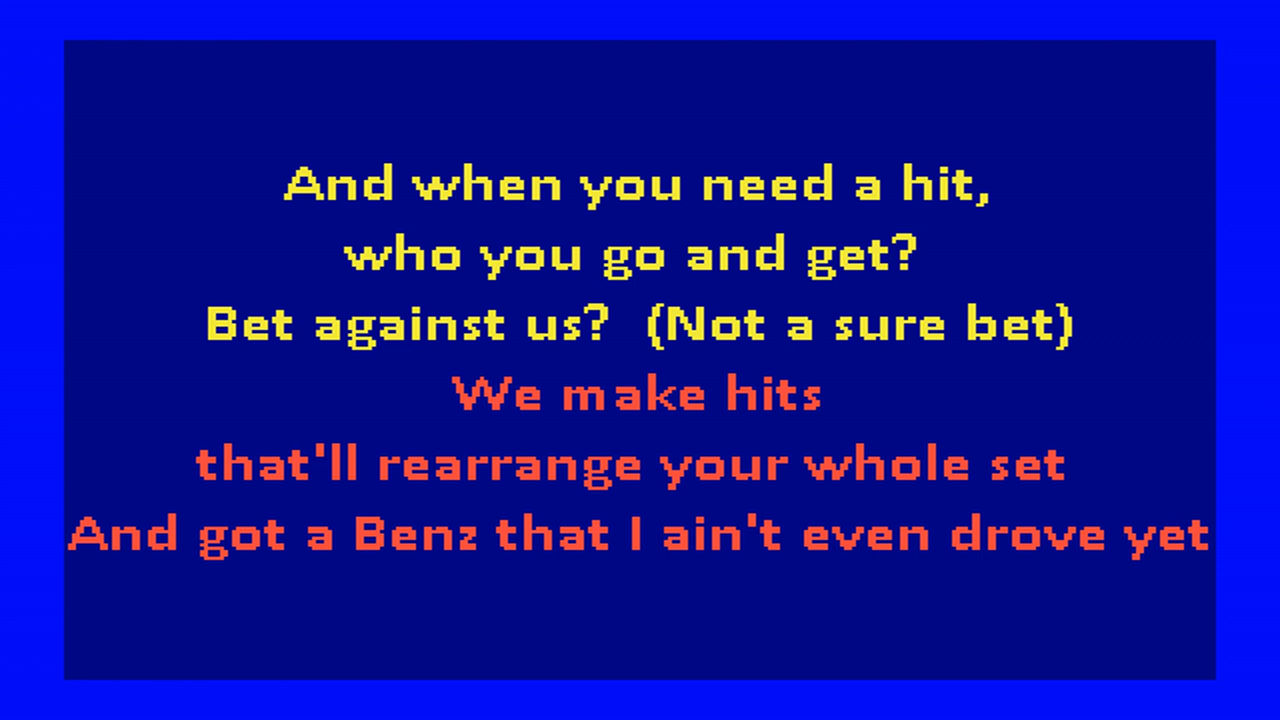 And when you need a hit,
who you go and get?
Bet against us?  (Not a sure bet)
We make hits
that'll rearrange your whole set
And got a Benz that I ain't even drove yet